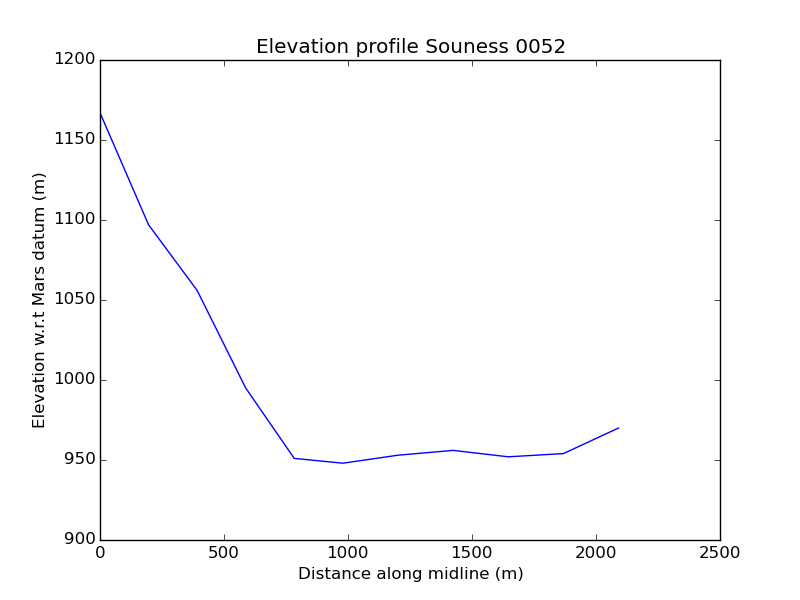 Elevation profile Souness 0052
1200
1150
1100
1050
1000
950
900
Elevation w.r.t Mars datum (m)
0 500 1000 1500 2000 2500
Distance along midline (m)